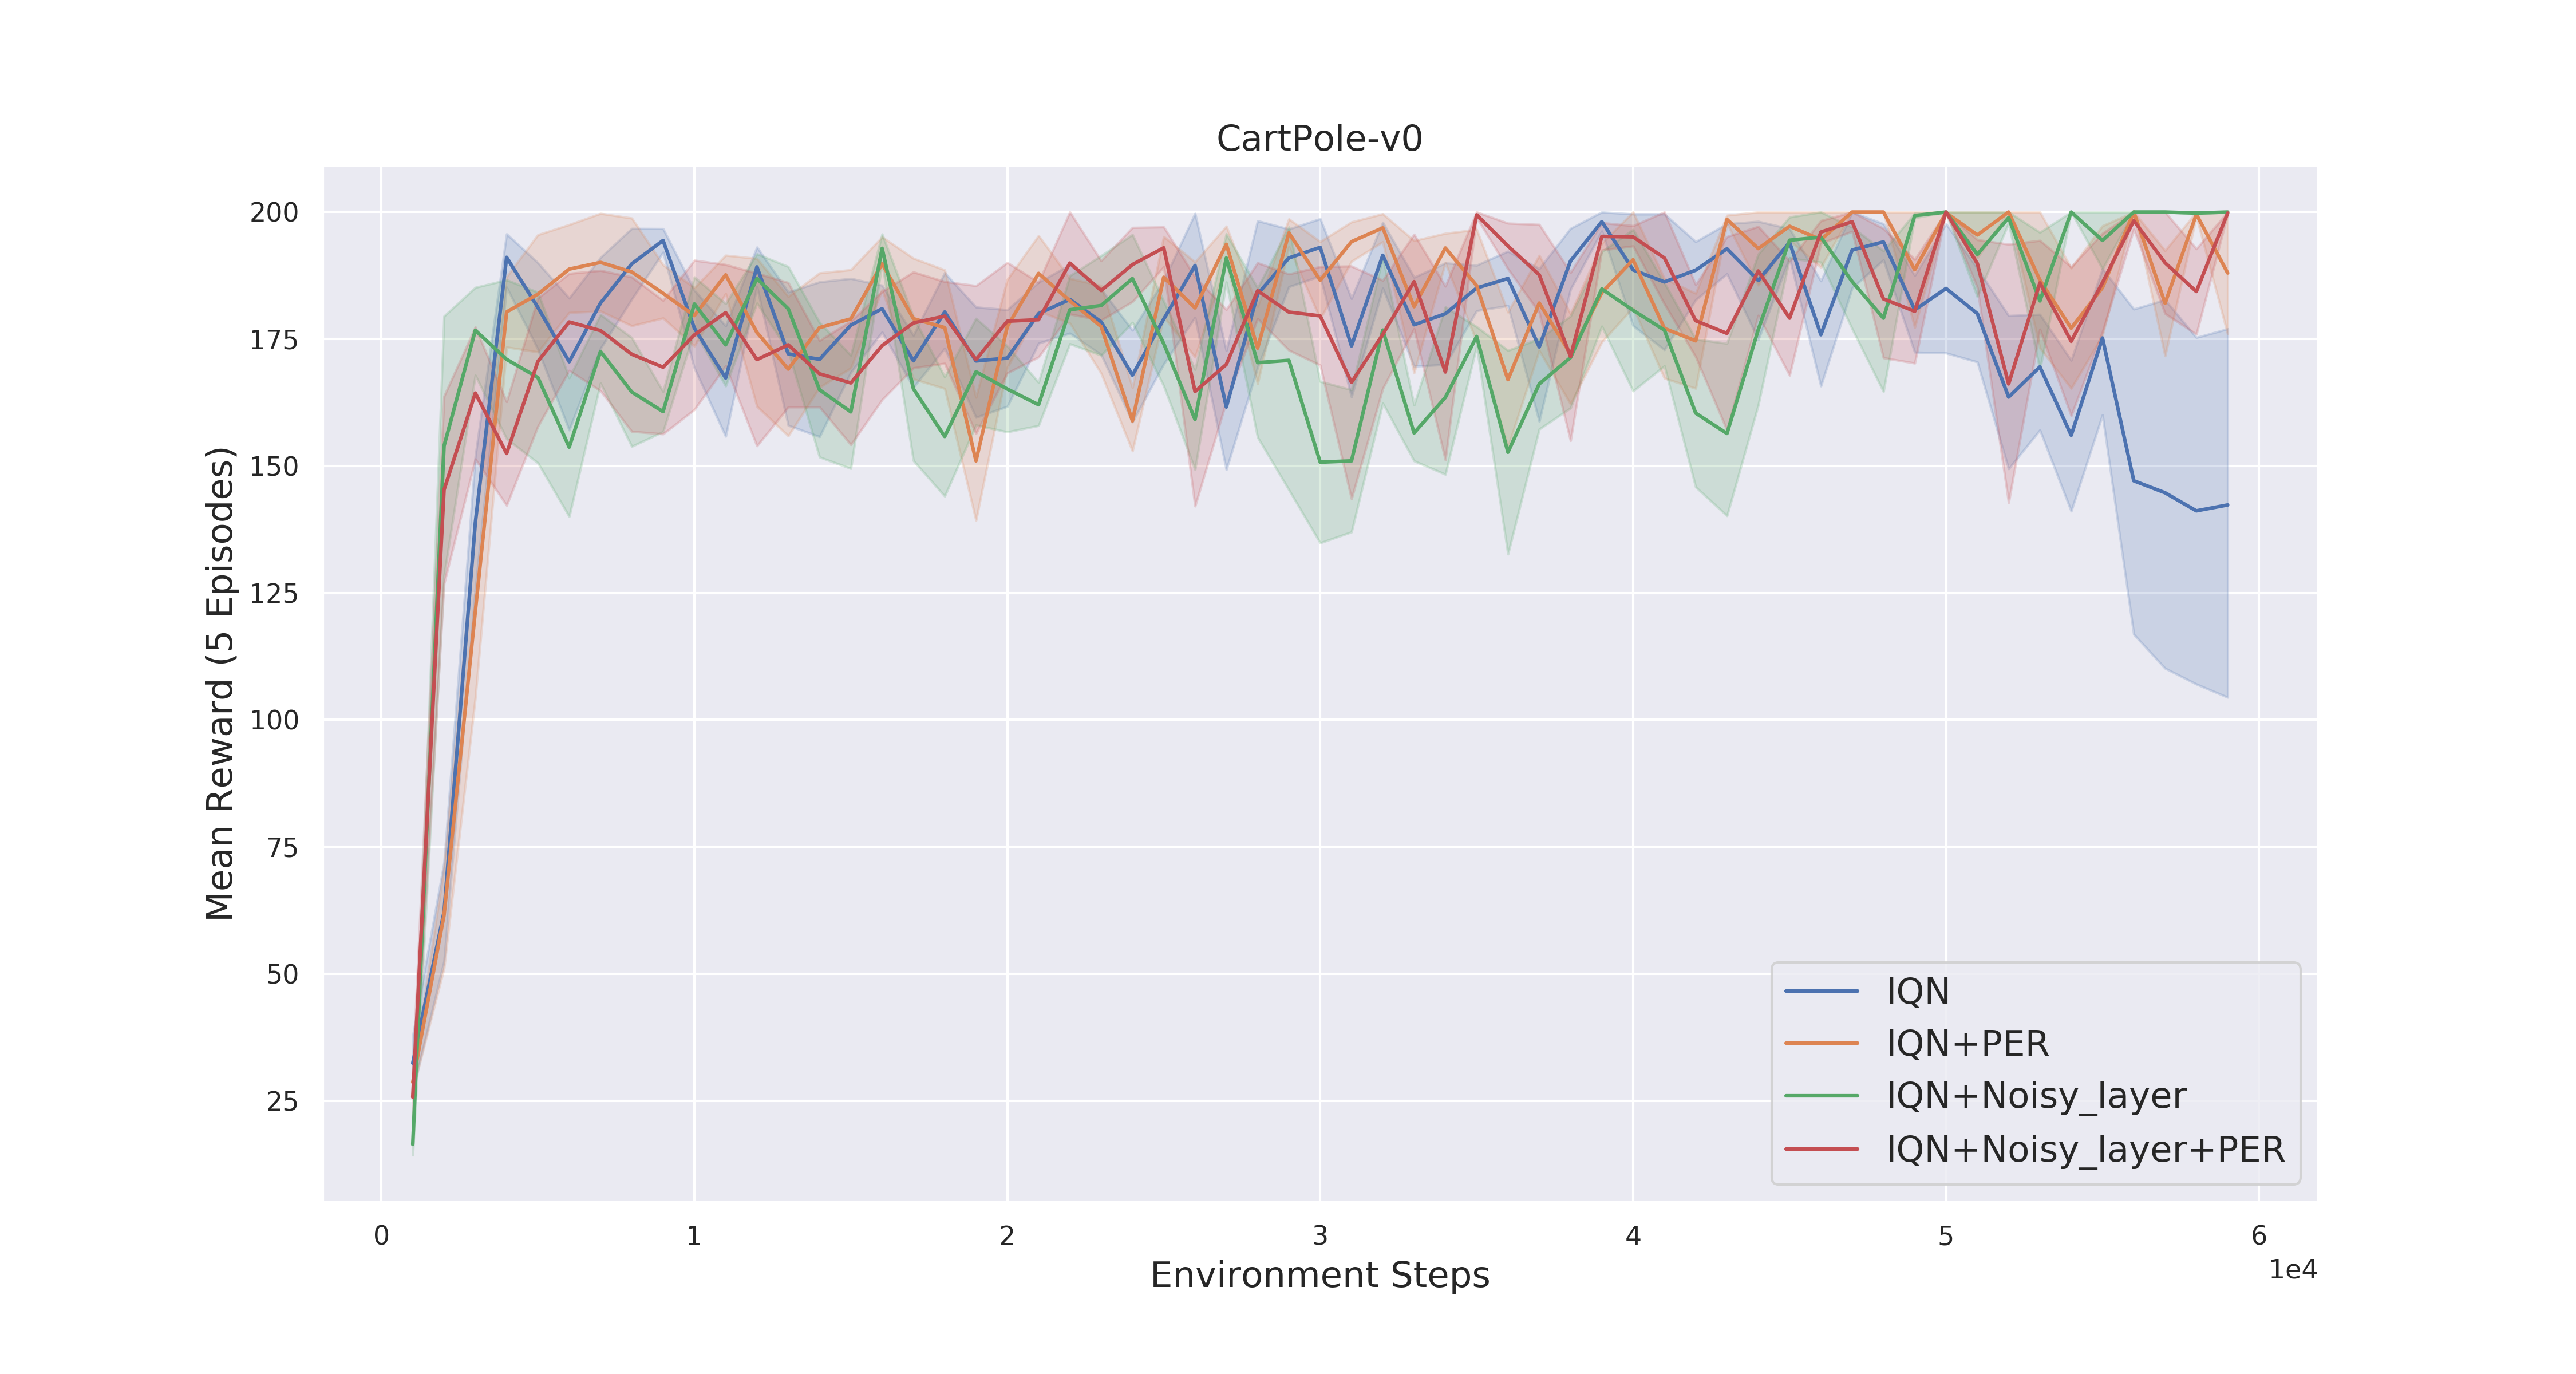 CartPole-v0
Mean Reward (5 Episodes)
200
175
150
125
100
75
50
25
0 1 2 3 4 5 6
1e4
Environment Steps
IQN
IQN+PER
IQN+Noisy_layer
IQN+Noisy_layer+PER